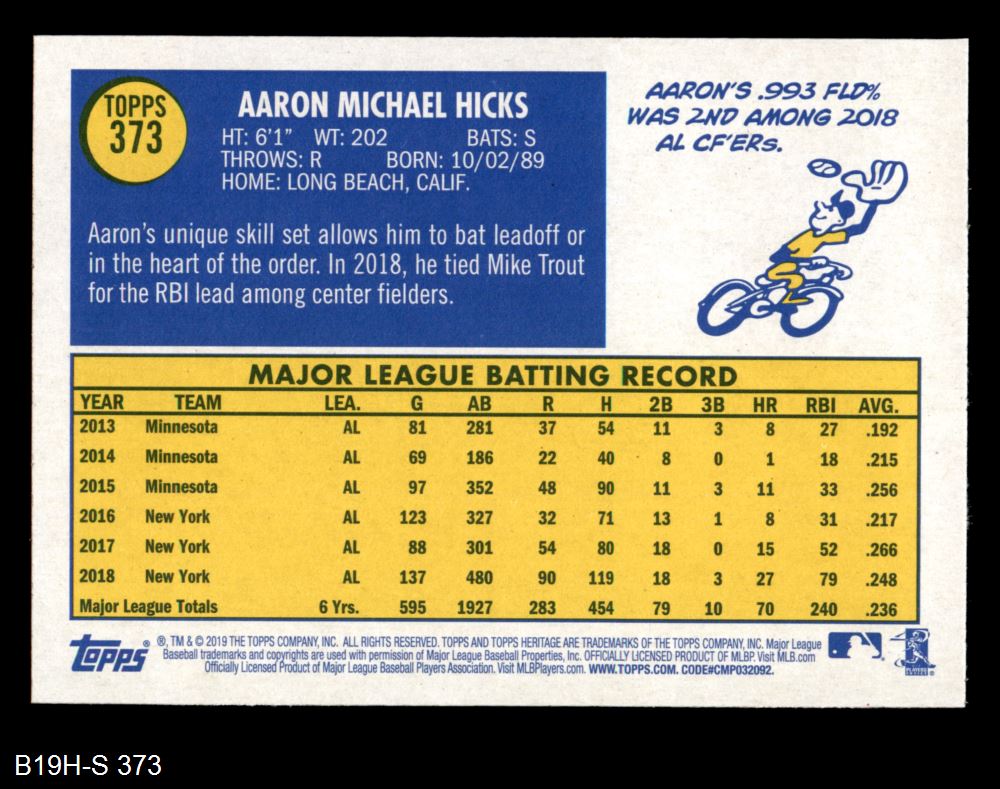 TOPPS
373
AARON MICHAEL HICKS
HT: 6'1" WT: 202 BATS: S
THROWS: R BORN: 10/02/89
HOME: LONG BEACH, CALIF.
Aaron's unique skill set allows him to bat leadoff or
in the heart of the order. In 2018, he tied Mike Trout
for the RBI lead among center fielders.
AARON'S .993 FLD%
WAS 2ND AMONG 2018
AL CF'ERS.
MAJOR LEAGUE BATTING RECORD
YEAR TEAM LEA. G AB R H 2B 3B HR RBI AVG.
2013 Minnesota AL 81 281 37 54 11 3 8 27 .192
2014 Minnesota AL 69 186 22 40 8 0 1 18 .215
2015 Minnesota AL 97 352 48 90 11 3 11 33 .256
2016 New York AL 123 327 32 71 13 1 8 31 .217
2017 New York AL 88 301 54 80 18 0 15 52 .266
2018 New York AL 137 480 90 119 18 3 27 79 .248
Major League Totals 6 Yrs. 595 1927 283 454 79 10 70 240 .236
Topps®
®, TM & © 2019 THE TOPPS COMPANY, INC. ALL RIGHTS RESERVED. TOPPS AND TOPPS HERITAGE ARE TRADEMARKS OF THE TOPPS COMPANY, INC. Major League
Baseball trademarks and copyrights are used with permission of Major League Baseball Properties, Inc. OFFICIALLY LICENSED PRODUCT OF MLBP. Visit MLB.com
Officially Licensed Product of Major League Baseball Players Association. Visit MLBPlayers.com. WWW.TOPPS.COM. CODE#CMP032092.
B19H-S 373